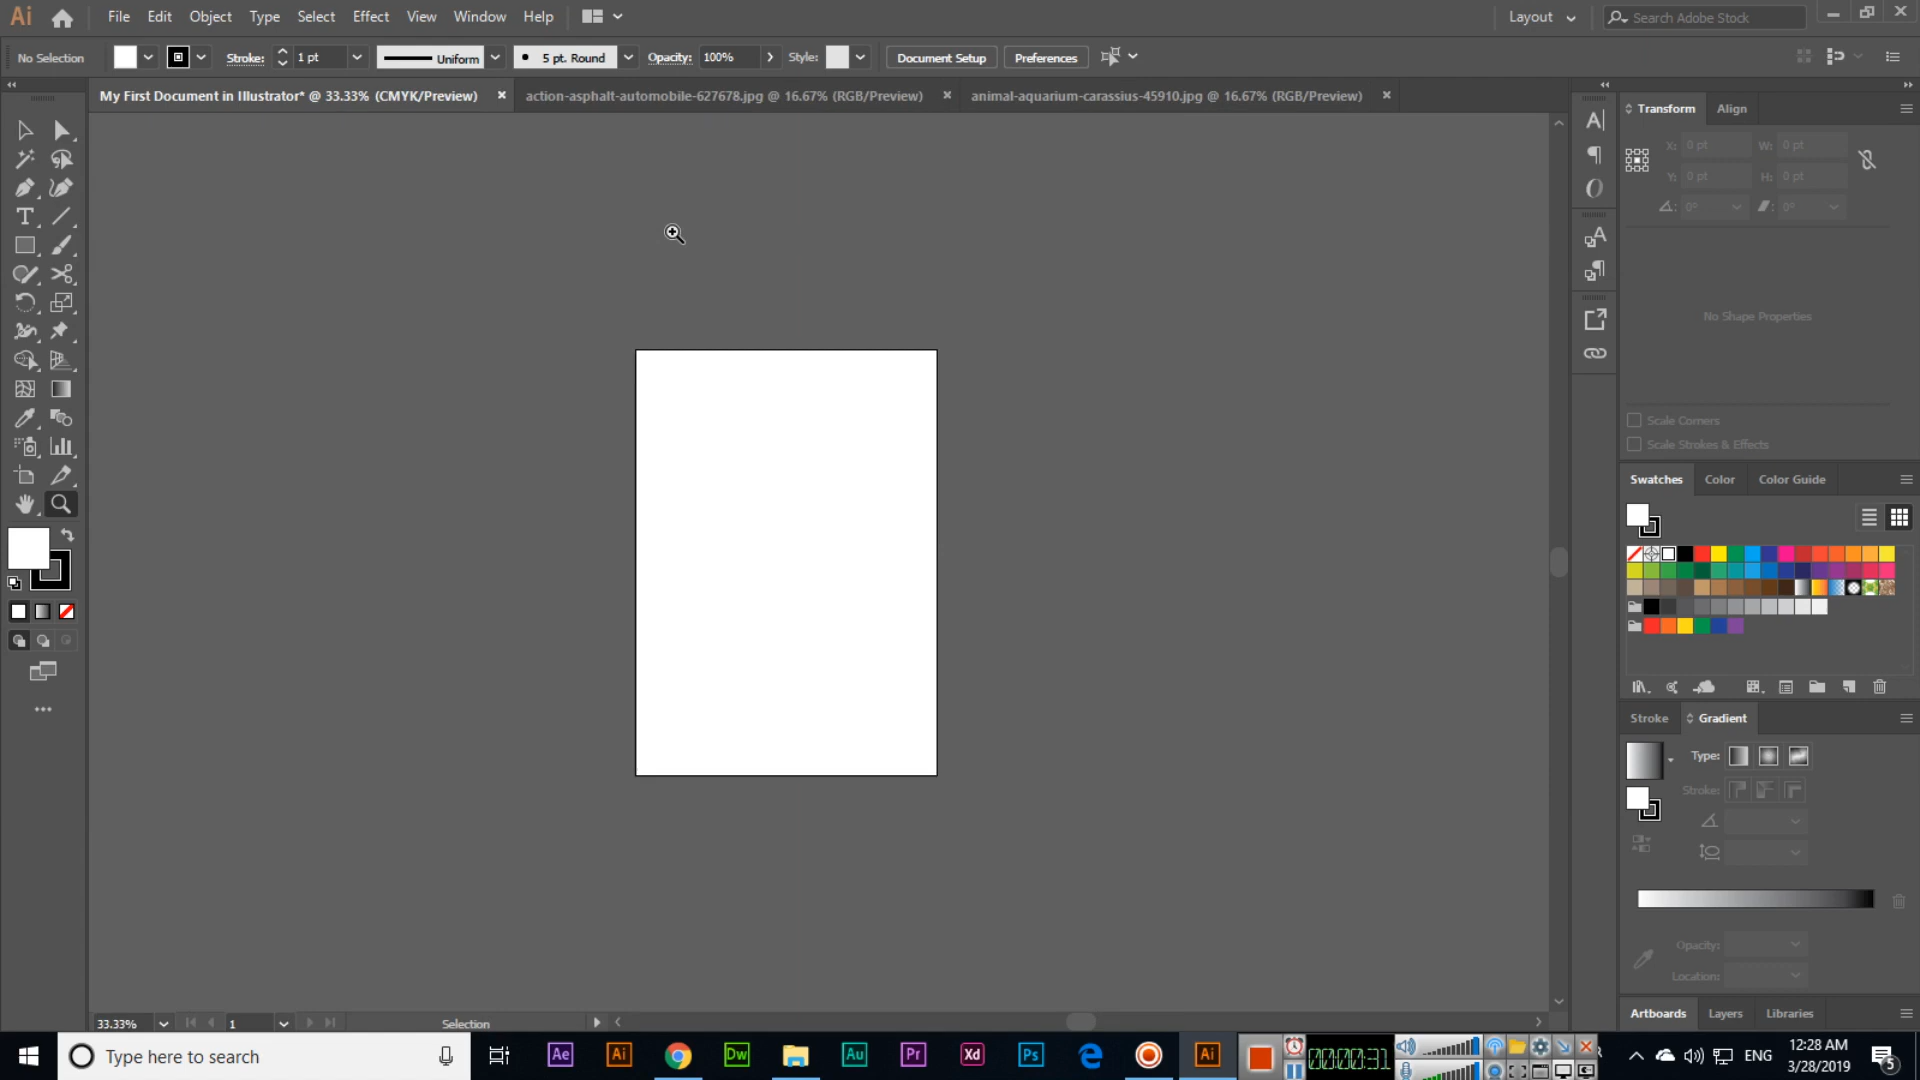 Ai File Edit Object Type Select Effect View Window Help Layout Search Adobe Stock
No Selection Stroke: 1 pt Uniform 5 pt. Round Opacity: 100% Style: Document Setup Preferences
My First Document in Illustrator* @ 33.33% (CMYK/Preview) action-asphalt-automobile-627678.jpg @ 16.67% (RGB/Preview) animal-aquarium-carassius-45910.jpg @ 16.67% (RGB/Preview)
Transform Align
X: 0 pt W: 0 pt
Y: 0 pt H: 0 pt
0° 0°
No Shape Properties
Scale Corners
Scale Strokes & Effects
Swatches Color Color Guide
Stroke Gradient
Type:
Stroke:
Opacity:
Location:
33.33% 1 Selection
Artboards Layers Libraries
Type here to search Ae Ai Dw Au Pr Xd Ps Ai 00:00:31 ENG 12:28 AM
3/28/2019 5